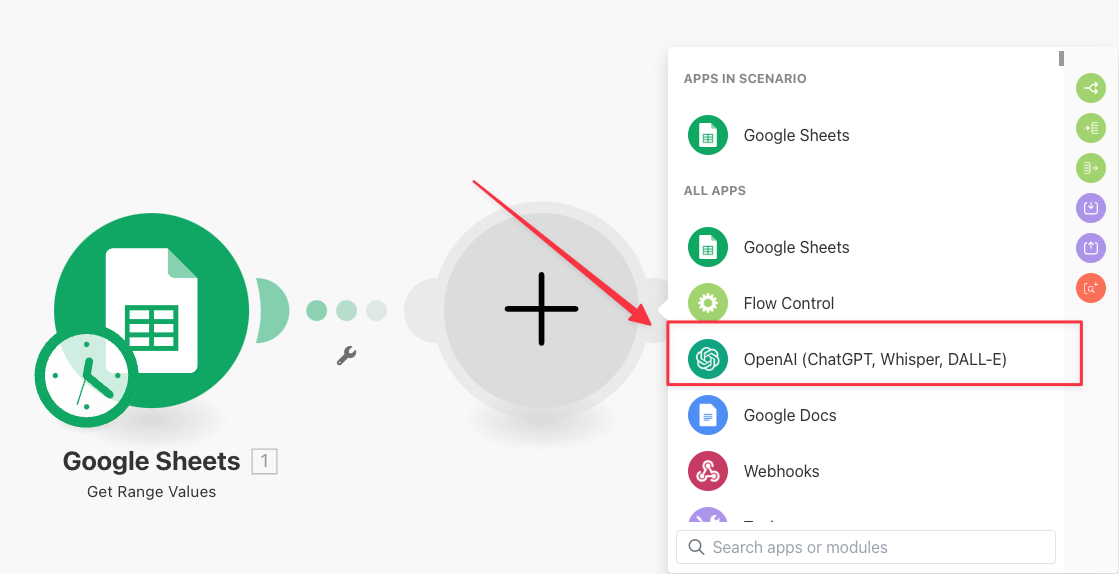 APPS IN SCENARIO
Google Sheets
ALL APPS
Google Sheets
Flow Control
OpenAI (ChatGPT, Whisper, DALL-E)
Google Docs
Webhooks
Search apps or modules
Google Sheets 1
Get Range Values